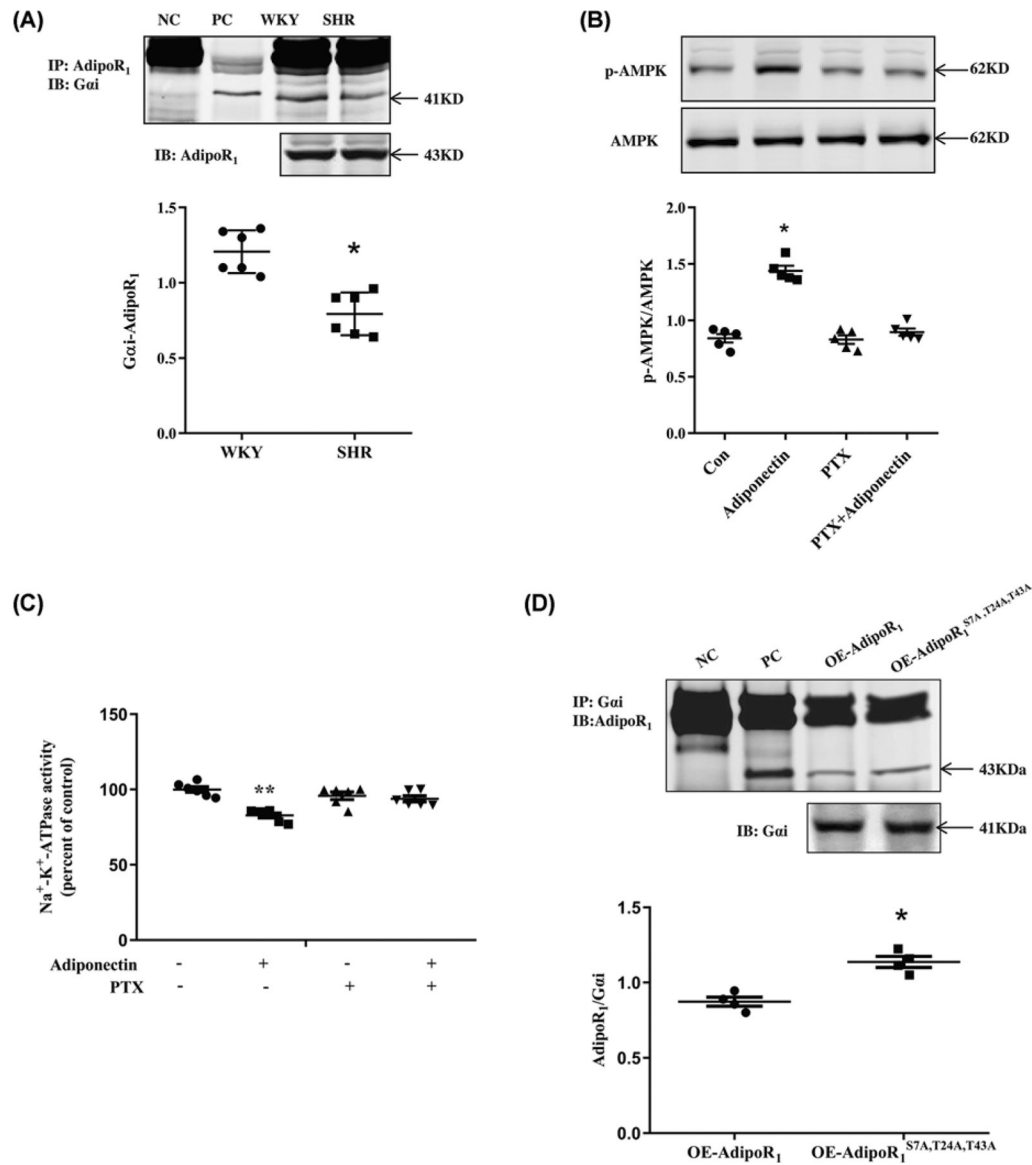 (A)
NC PC WKY SHR
IP: AdipoR₁
IB: Gαi
41KD
IB: AdipoR₁
43KD
1.5
1.0
0.5
0.0
Gαi-AdipoR₁
*
WKY SHR
(B)
p-AMPK
62KD
AMPK
62KD
2.0
1.5
1.0
0.5
0.0
p-AMPK/AMPK
*
Con
Adiponectin
PTX
PTX+Adiponectin
(C)
150
100
50
0
Na⁺-K⁺-ATPase activity
(percent of control)
**
Adiponectin - + - +
PTX - - + +
(D)
NC
PC
OE-AdipoR₁
OE-AdipoR₁ S7A,T24A,T43A
IP: Gαi
IB:AdipoR₁
43KDa
IB: Gαi
41KDa
1.5
1.0
0.5
0.0
AdipoR₁/Gαi
*
OE-AdipoR₁ OE-AdipoR₁ S7A,T24A,T43A